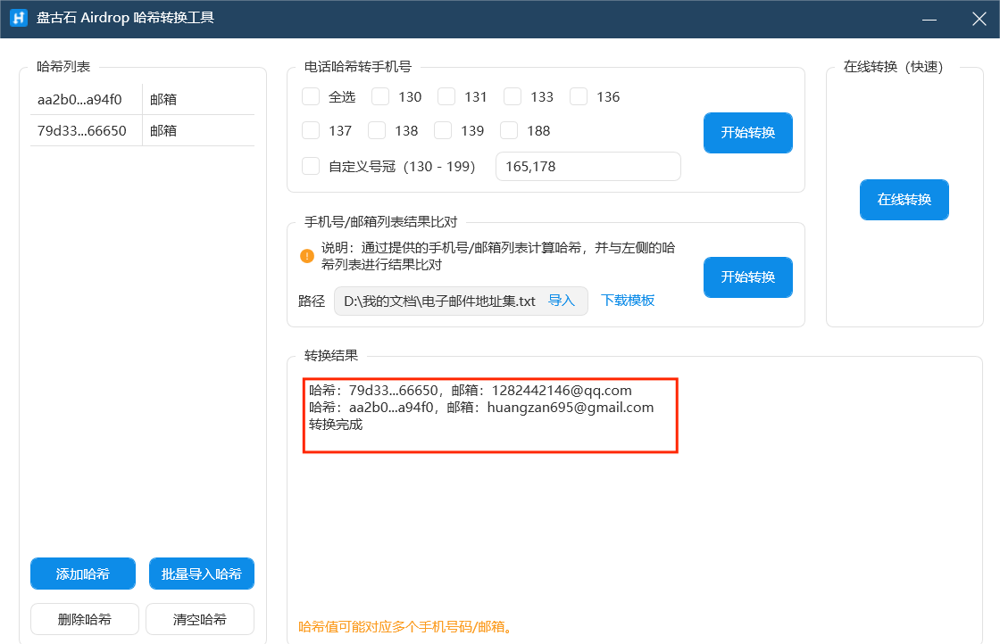 盘古石 Airdrop 哈希转换工具
哈希列表
aa2b0...a94f0 邮箱
79d33...66650 邮箱
添加哈希 批量导入哈希
删除哈希 清空哈希
电话哈希转手机号
全选 130 131 133 136
137 138 139 188
自定义号冠（130 - 199） 165,178
开始转换
手机号/邮箱列表结果比对
说明：通过提供的手机号/邮箱列表计算哈希，并与左侧的哈
希列表进行结果比对
路径 D:\我的文档\电子邮件地址集.txt 导入 下载模板
开始转换
在线转换（快速）
在线转换
转换结果
哈希：79d33...66650，邮箱：1282442146@qq.com
哈希：aa2b0...a94f0，邮箱：huangzan695@gmail.com
转换完成
哈希值可能对应多个手机号码/邮箱。